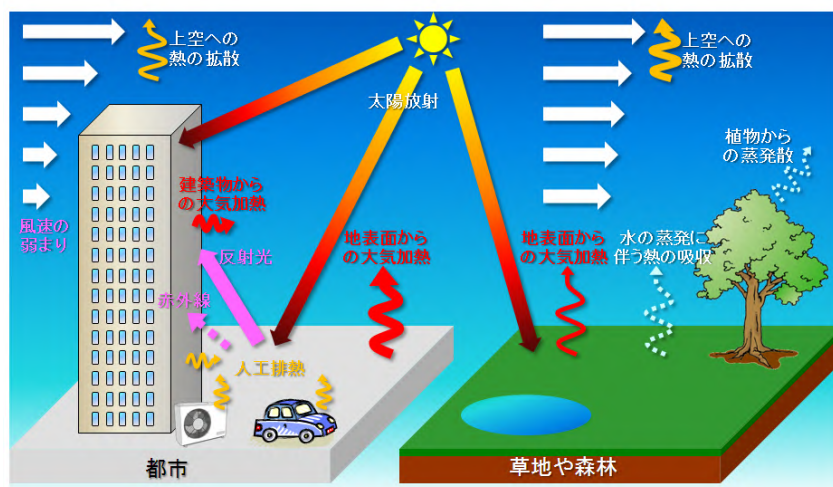 上空への
熱の拡散
太陽放射
上空への
熱の拡散
植物から
の蒸発散
建築物から
の大気加熱
風速の
弱まり
反射光
地表面から
の大気加熱
地表面から
の大気加熱
水の蒸発に
伴う熱の吸収
赤外線
人工排熱
都市
草地や森林